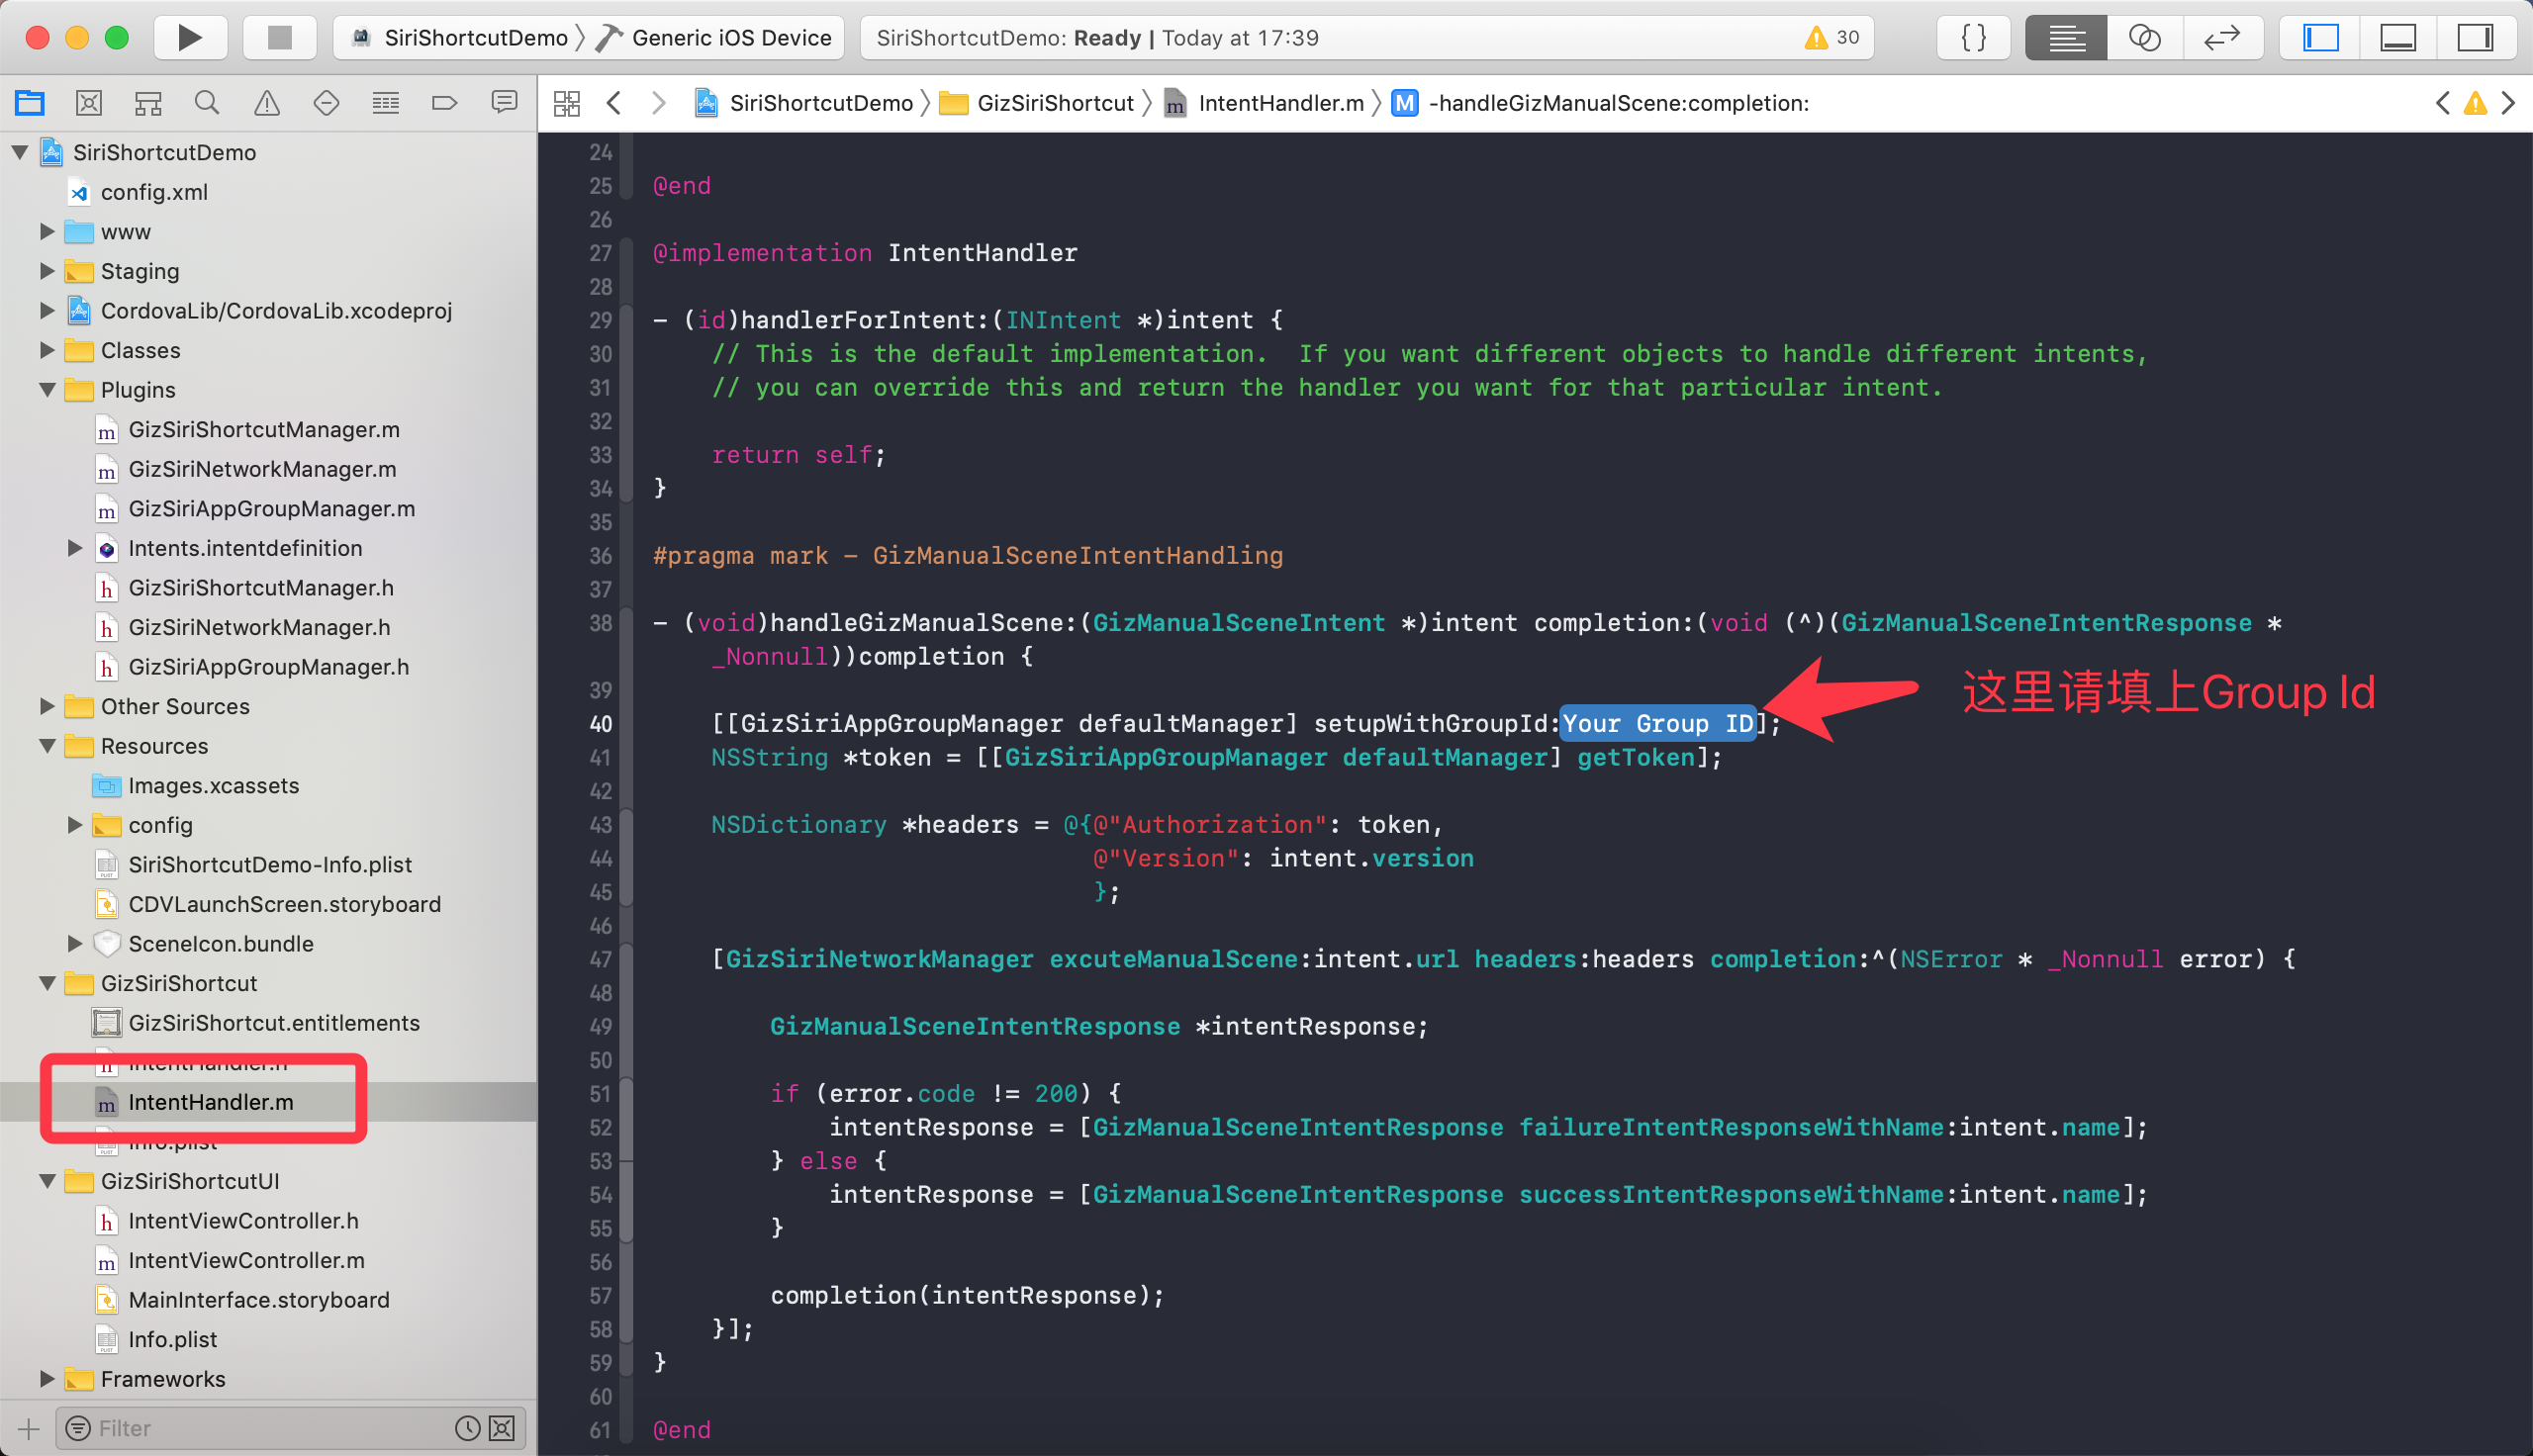 SiriShortcutDemo
Generic iOS Device
SiriShortcutDemo: Ready | Today at 17:39
30
SiriShortcutDemo
GizSiriShortcut
IntentHandler.m
M
-handleGizManualScene:completion:
SiriShortcutDemo
config.xml
www
Staging
CordovaLib/CordovaLib.xcodeproj
Classes
Plugins
GizSiriShortcutManager.m
GizSiriNetworkManager.m
GizSiriAppGroupManager.m
Intents.intentdefinition
GizSiriShortcutManager.h
GizSiriNetworkManager.h
GizSiriAppGroupManager.h
Other Sources
Resources
Images.xcassets
config
SiriShortcutDemo-Info.plist
CDVLaunchScreen.storyboard
SceneIcon.bundle
GizSiriShortcut
GizSiriShortcut.entitlements
IntentHandler.h
IntentHandler.m
Info.plist
GizSiriShortcutUI
IntentViewController.h
IntentViewController.m
MainInterface.storyboard
Info.plist
Frameworks
Filter
24
25 @end
26
27 @implementation IntentHandler
28
29 - (id)handlerForIntent:(INIntent *)intent {
30 // This is the default implementation.  If you want different objects to handle different intents,
31 // you can override this and return the handler you want for that particular intent.
32
33 return self;
34 }
35
36 #pragma mark - GizManualSceneIntentHandling
37
38 - (void)handleGizManualScene:(GizManualSceneIntent *)intent completion:(void (^)(GizManualSceneIntentResponse *
_Nonnull))completion {
39
40 [[GizSiriAppGroupManager defaultManager] setupWithGroupId:Your Group ID];
这里请填上Group Id
41 NSString *token = [[GizSiriAppGroupManager defaultManager] getToken];
42
43 NSDictionary *headers = @{@"Authorization": token,
44 @"Version": intent.version
45 };
46
47 [GizSiriNetworkManager excuteManualScene:intent.url headers:headers completion:^(NSError * _Nonnull error) {
48
49 GizManualSceneIntentResponse *intentResponse;
50
51 if (error.code != 200) {
52 intentResponse = [GizManualSceneIntentResponse failureIntentResponseWithName:intent.name];
53 } else {
54 intentResponse = [GizManualSceneIntentResponse successIntentResponseWithName:intent.name];
55 }
56
57 completion(intentResponse);
58 }];
59 }
60
61 @end